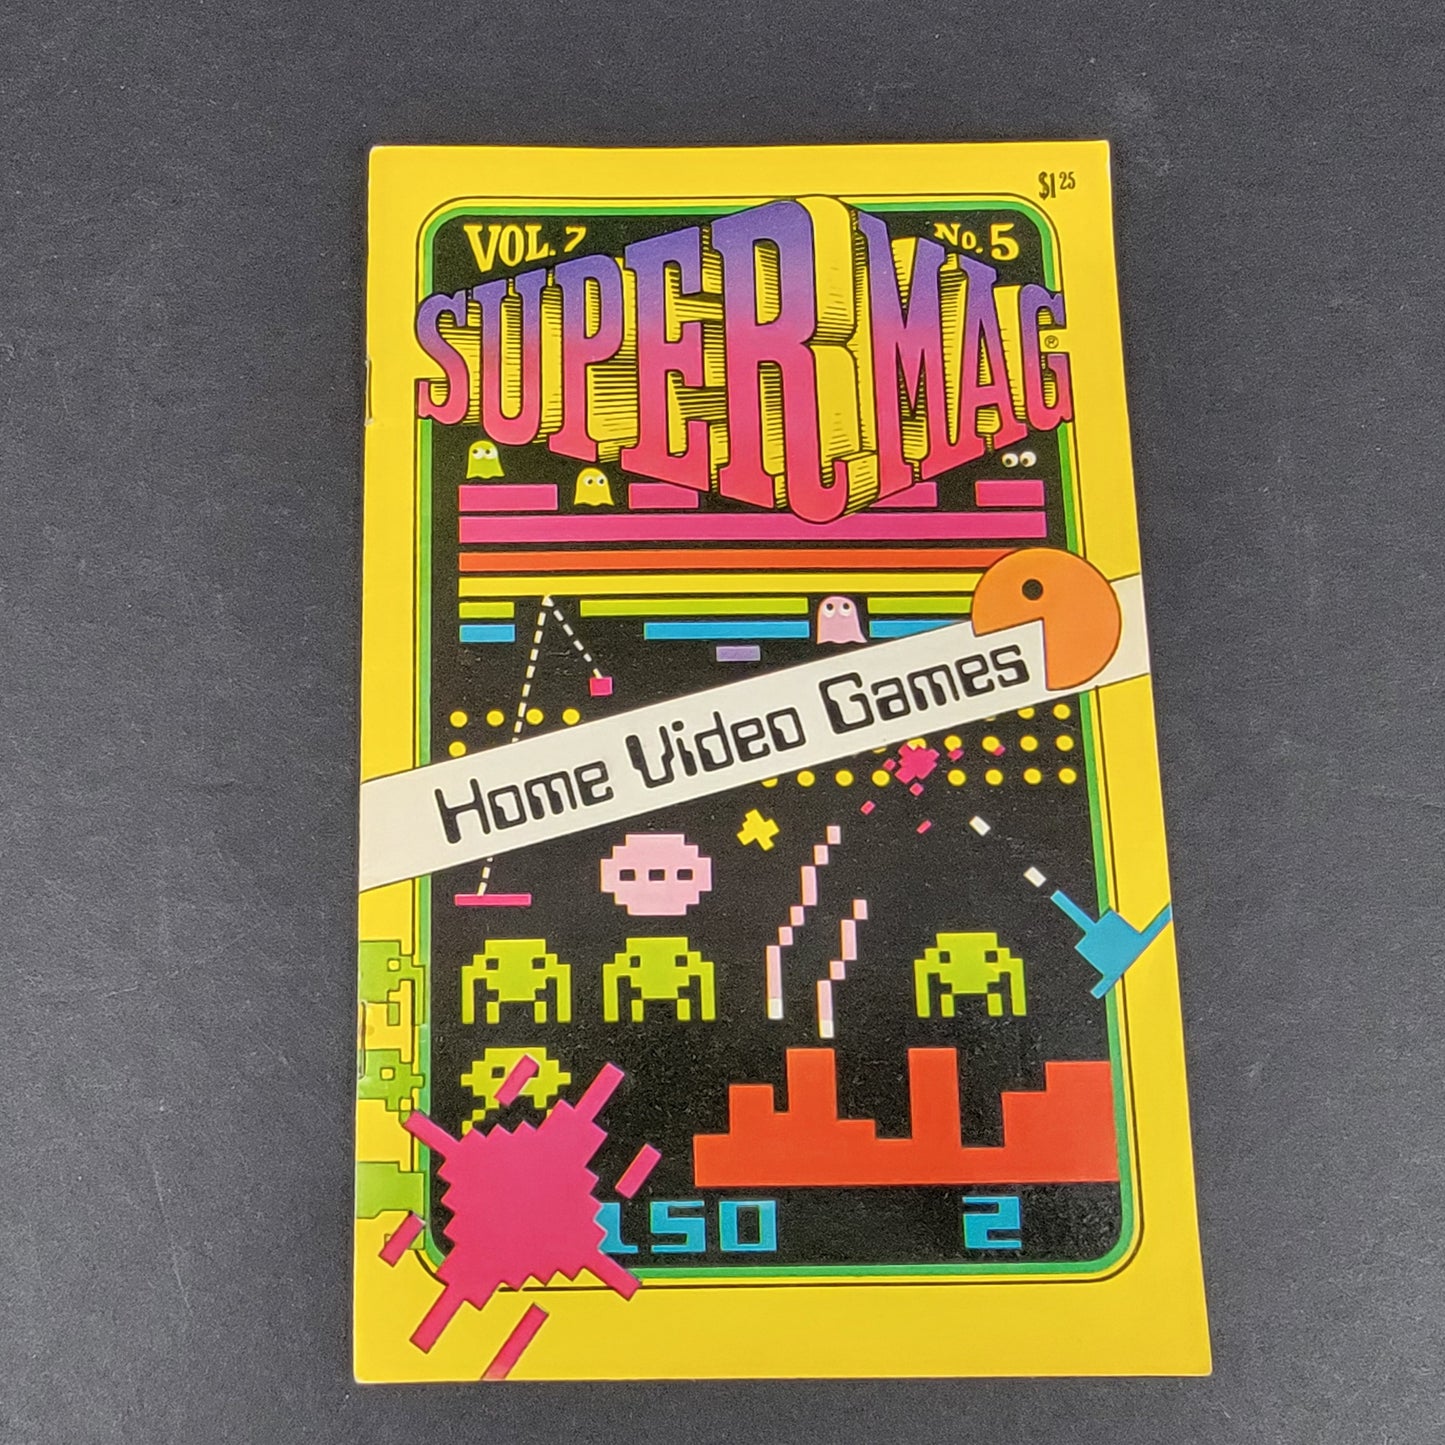 $1 25
VOL. 7
No. 5
SUPERMAG ®
Home Video Games
150
2